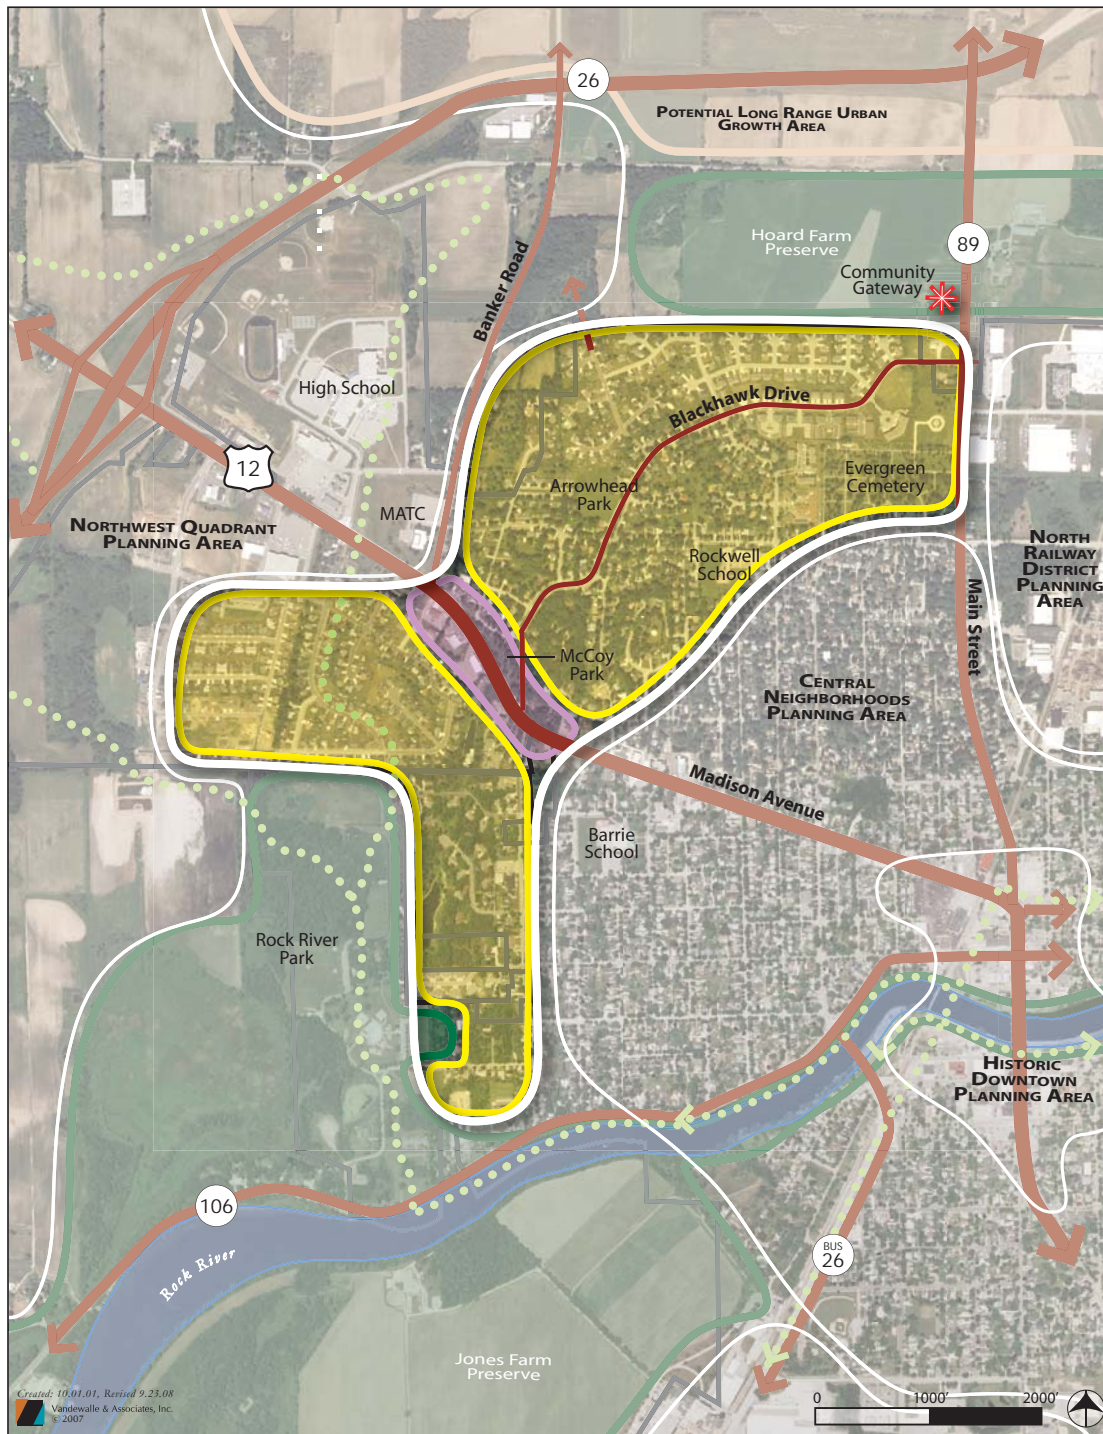 26
POTENTIAL LONG RANGE URBAN
GROWTH AREA
Hoard Farm
Preserve
89
Community
Gateway
Banker Road
High School
Blackhawk Drive
12
Arrowhead
Park
Evergreen
Cemetery
MATC
NORTHWEST QUADRANT
PLANNING AREA
Rockwell
School
NORTH
RAILWAY
DISTRICT
PLANNING
AREA
Main Street
McCoy
Park
CENTRAL
NEIGHBORHOODS
PLANNING AREA
Madison Avenue
Barrie
School
Rock River
Park
HISTORIC
DOWNTOWN
PLANNING AREA
106
Rock River
BUS
26
Jones Farm
Preserve
Created: 10.01.01, Revised 9.23.08
Vandewalle & Associates, Inc.
© 2007
0 1000' 2000'